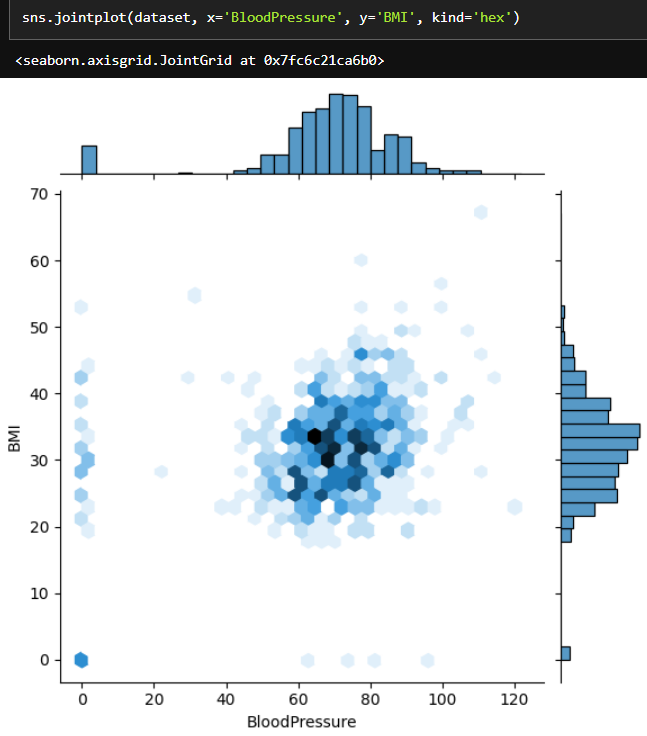 sns.jointplot(dataset, x='BloodPressure', y='BMI', kind='hex')
<seaborn.axisgrid.JointGrid at 0x7fc6c21ca6b0>
70
60
50
40
30
20
10
0
BMI
0 20 40 60 80 100 120
BloodPressure